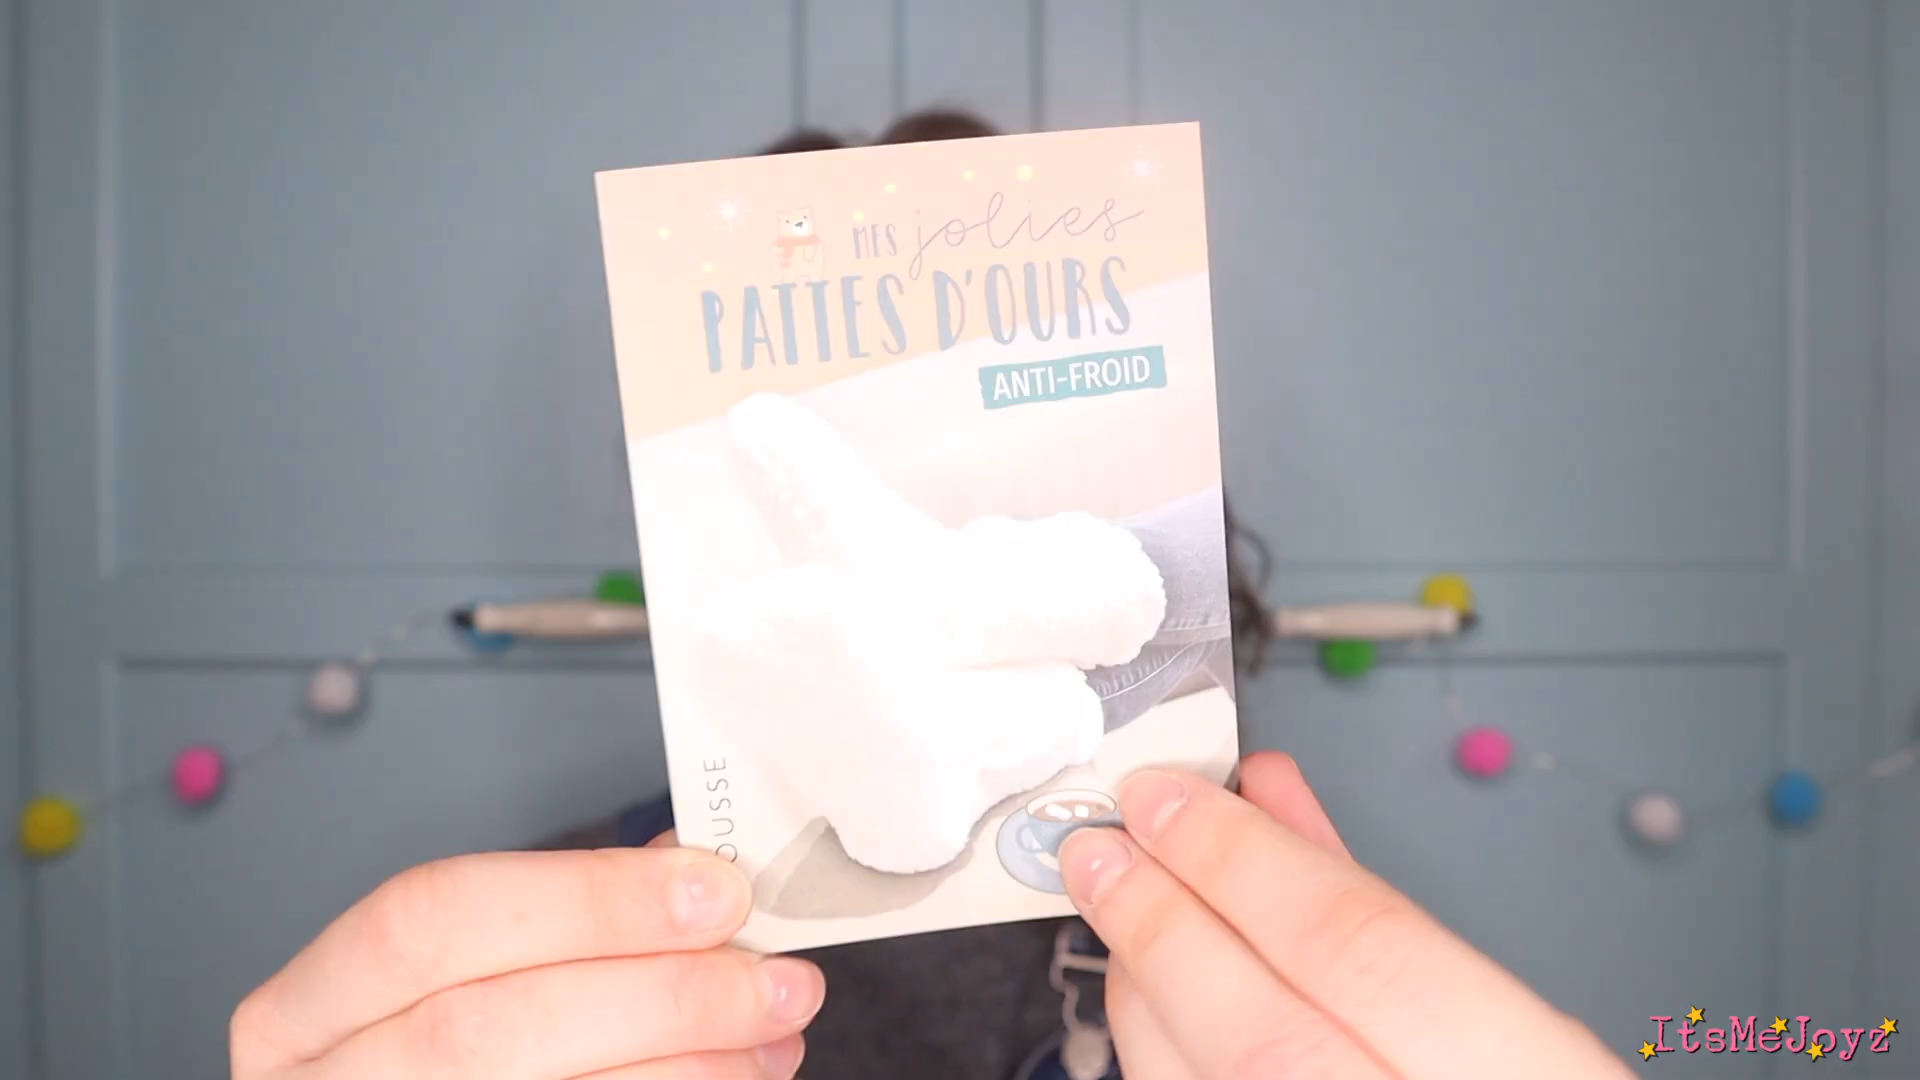 MES jolies
PATTES D'OURS
ANTI-FROID
OUSSE
ItsMeJoyz